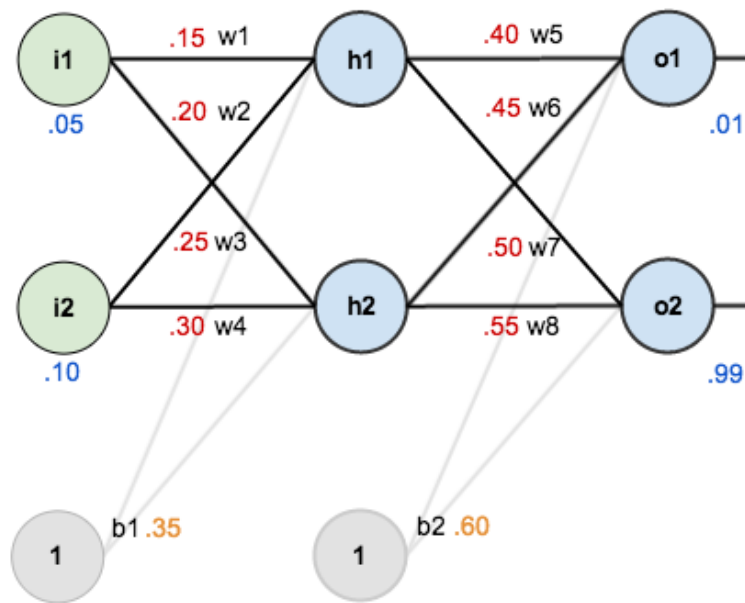 i1 .15 w1 h1 .40 w5 o1
.05 .20 w2 .45 w6 .01
.25 w3 .50 w7
i2 .30 w4 h2 .55 w8 o2
.10 .99
1 b1 .35 1 b2 .60